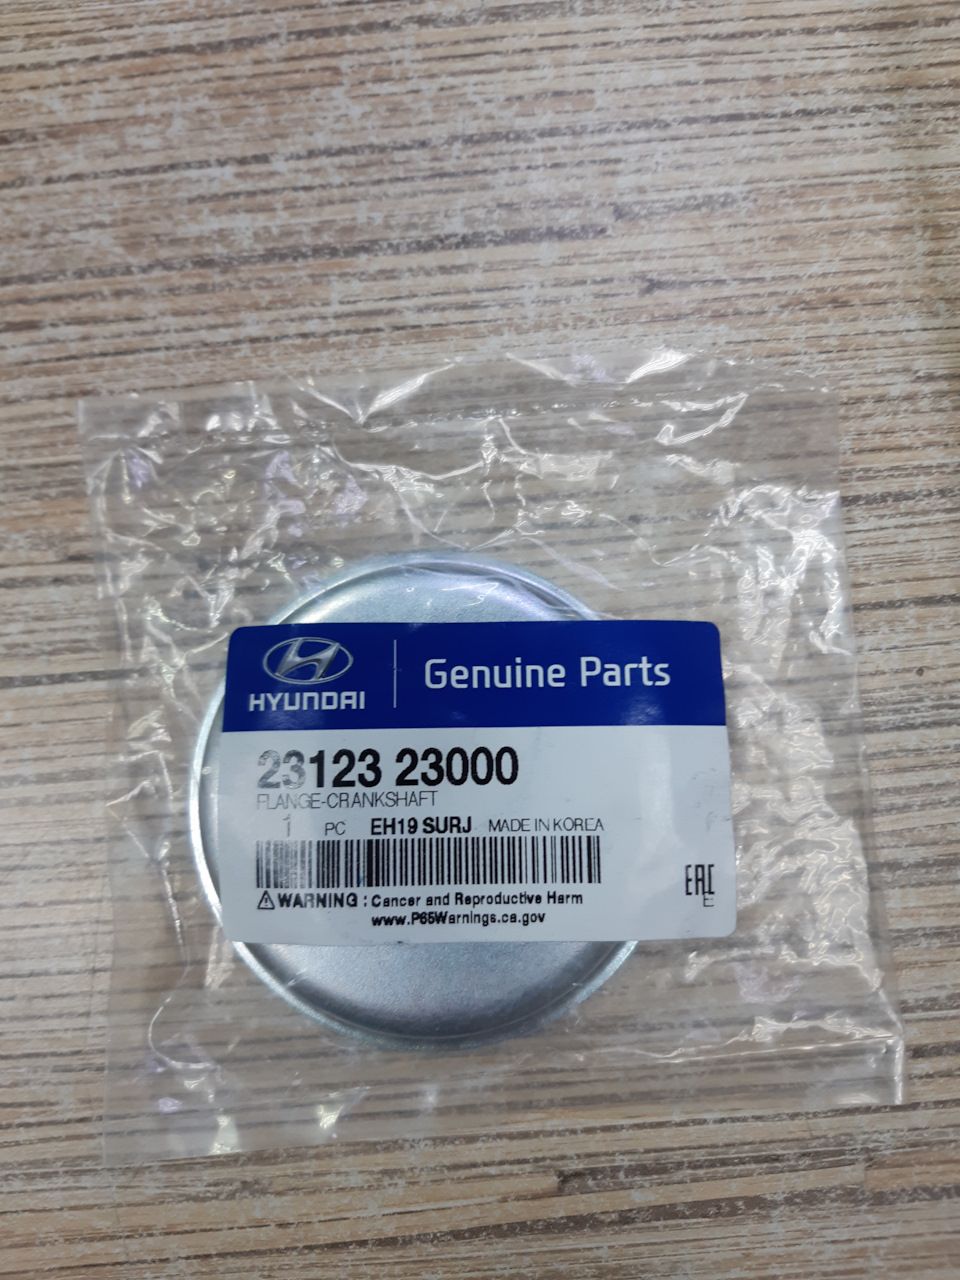 HYUNDAI
Genuine Parts
23123 23000
FLANGE-CRANKSHAFT
1 PC EH19 SURJ MADE IN KOREA
WARNING : Cancer and Reproductive Harm
www.P65Warnings.ca.gov
EAC
E